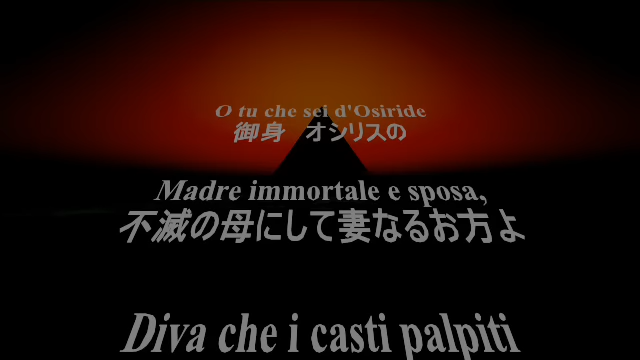 O tu che sei d'Osiride
御身　オシリスの
Madre immortale e sposa,
不滅の母にして妻なるお方よ
Diva che i casti palpiti